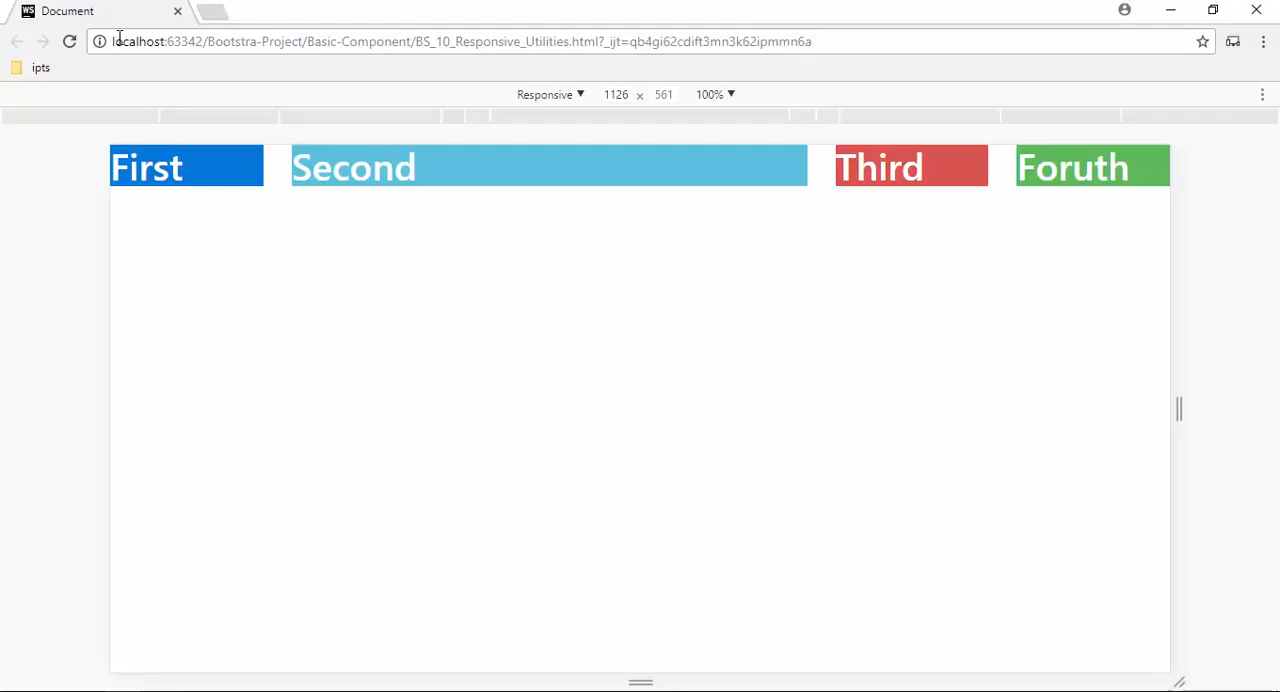 WS Document
localhost:63342/Bootstra-Project/Basic-Component/BS_10_Responsive_Utilities.html?_ijt=qb4gi62cdift3mn3k62ipmmn6a
ipts
Responsive ▼ 1126 x 561 100% ▼
First Second Third Foruth